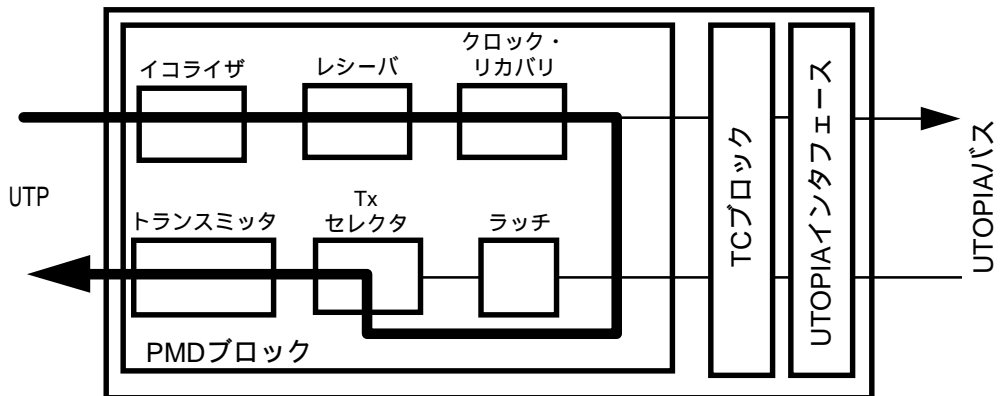 クロック・
リカバリ
イコライザ
レシーバ
UTP
トランスミッタ
Tx
セレクタ
ラッチ
PMDブロック
TCブロック
UTOPIAインタフェース
UTOPIAバス